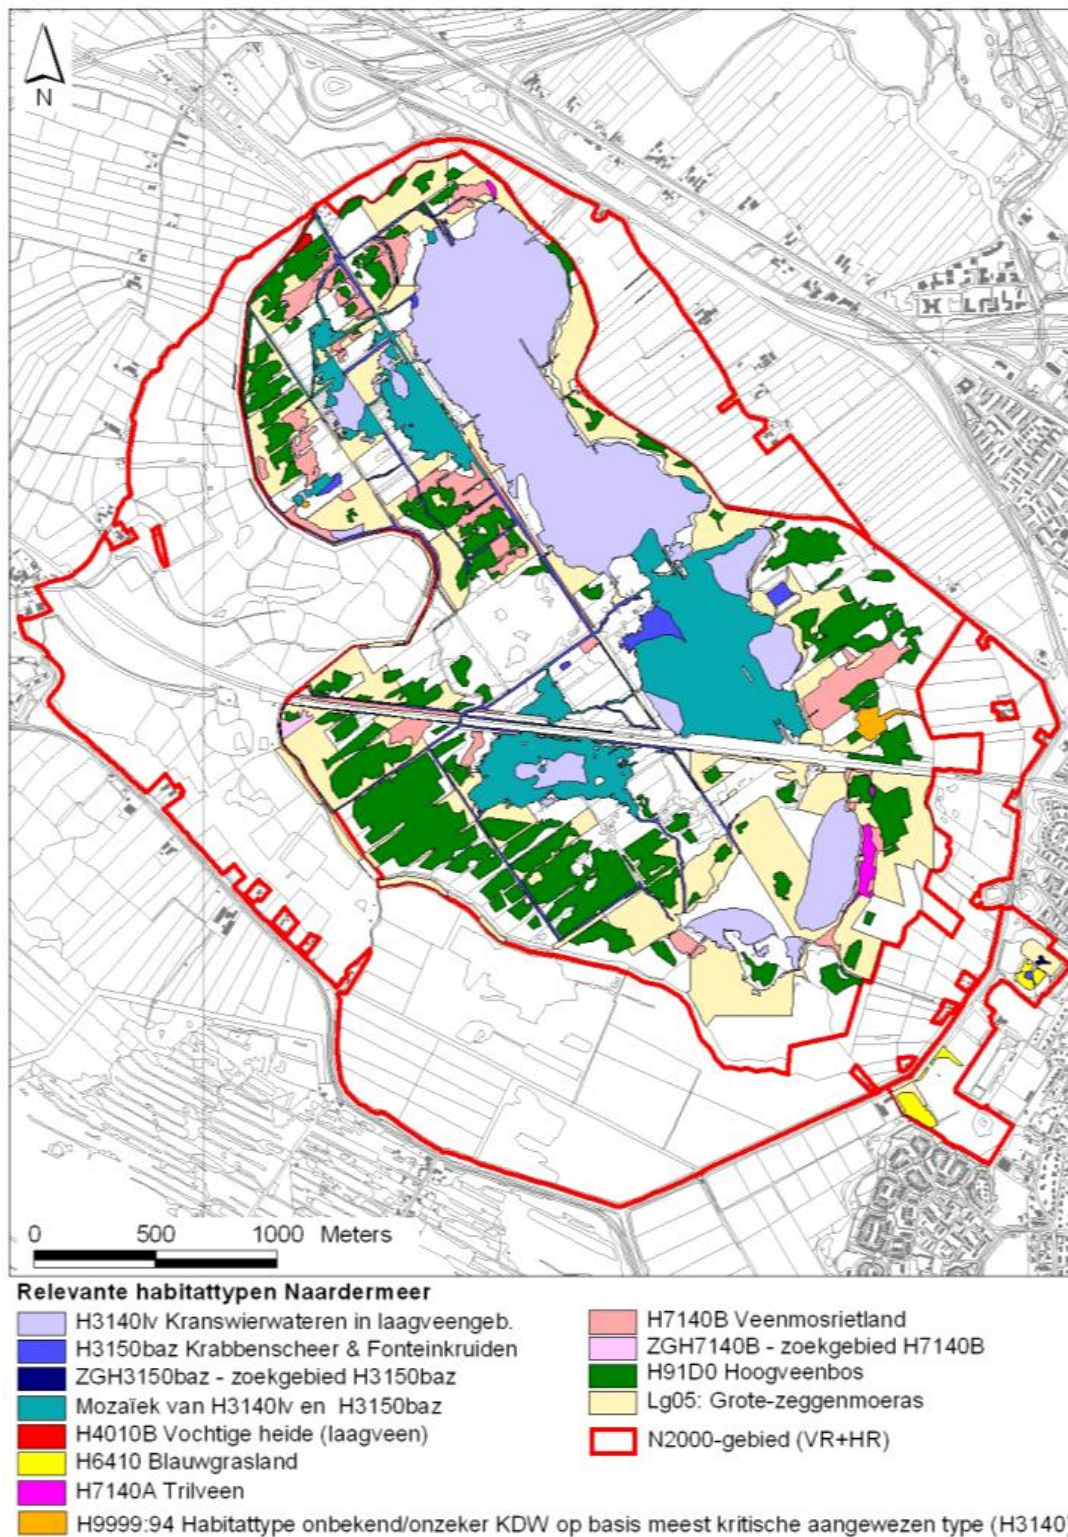 N
0 500 1000 Meters
Relevante habitattypen Naardermeer
H3140lv Kranswierwateren in laagveengeb.
H3150baz Krabbenscheer & Fonteinkruiden
ZGH3150baz - zoekgebied H3150baz
Mozaïek van H3140lv en H3150baz
H4010B Vochtige heide (laagveen)
H6410 Blauwgrasland
H7140A Trilveen
H9999:94 Habitattype onbekend/onzeker KDW op basis meest kritische aangewezen type (H3140
H7140B Veenmosrietland
ZGH7140B - zoekgebied H7140B
H91D0 Hoogveenbos
Lg05: Grote-zeggenmoeras
N2000-gebied (VR+HR)